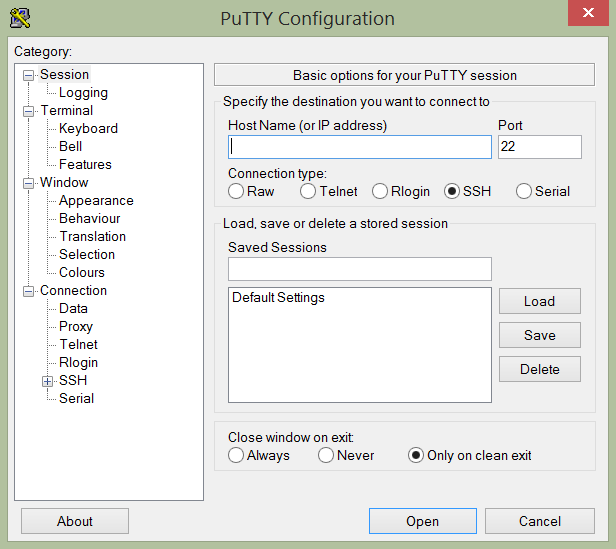 PuTTY Configuration
Category:
Session
Logging
Terminal
Keyboard
Bell
Features
Window
Appearance
Behaviour
Translation
Selection
Colours
Connection
Data
Proxy
Telnet
Rlogin
SSH
Serial
Basic options for your PuTTY session
Specify the destination you want to connect to
Host Name (or IP address) Port
22
Connection type:
Raw Telnet Rlogin SSH Serial
Load, save or delete a stored session
Saved Sessions
Default Settings
Load
Save
Delete
Close window on exit:
Always Never Only on clean exit
About Open Cancel